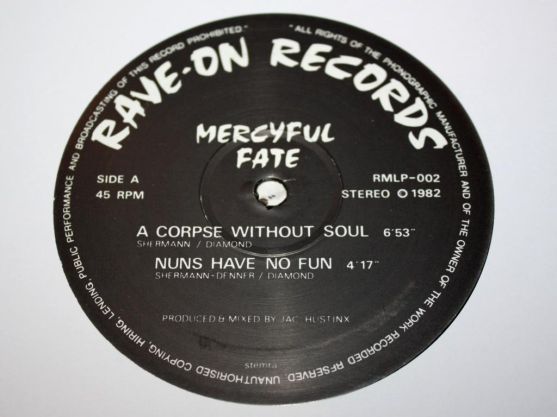 "ALL RIGHTS OF THE PHONOGRAPHIC MANUFACTURER AND OF THE OWNER OF THE WORK RECORDED RESERVED. UNAUTHORISED COPYING, HIRING, LENDING, PUBLIC PERFORMANCE AND BROADCASTING OF THIS RECORD PROHIBITED"
RAVE-ON RECORDS
MERCYFUL
FATE
SIDE A
45 RPM
RMLP-002
STEREO © 1982
A CORPSE WITHOUT SOUL 6'53"
SHERMANN / DIAMOND
NUNS HAVE NO FUN 4'17"
SHERMANN-DENNER / DIAMOND
PRODUCED & MIXED BY JAC HUSTINX
stemra